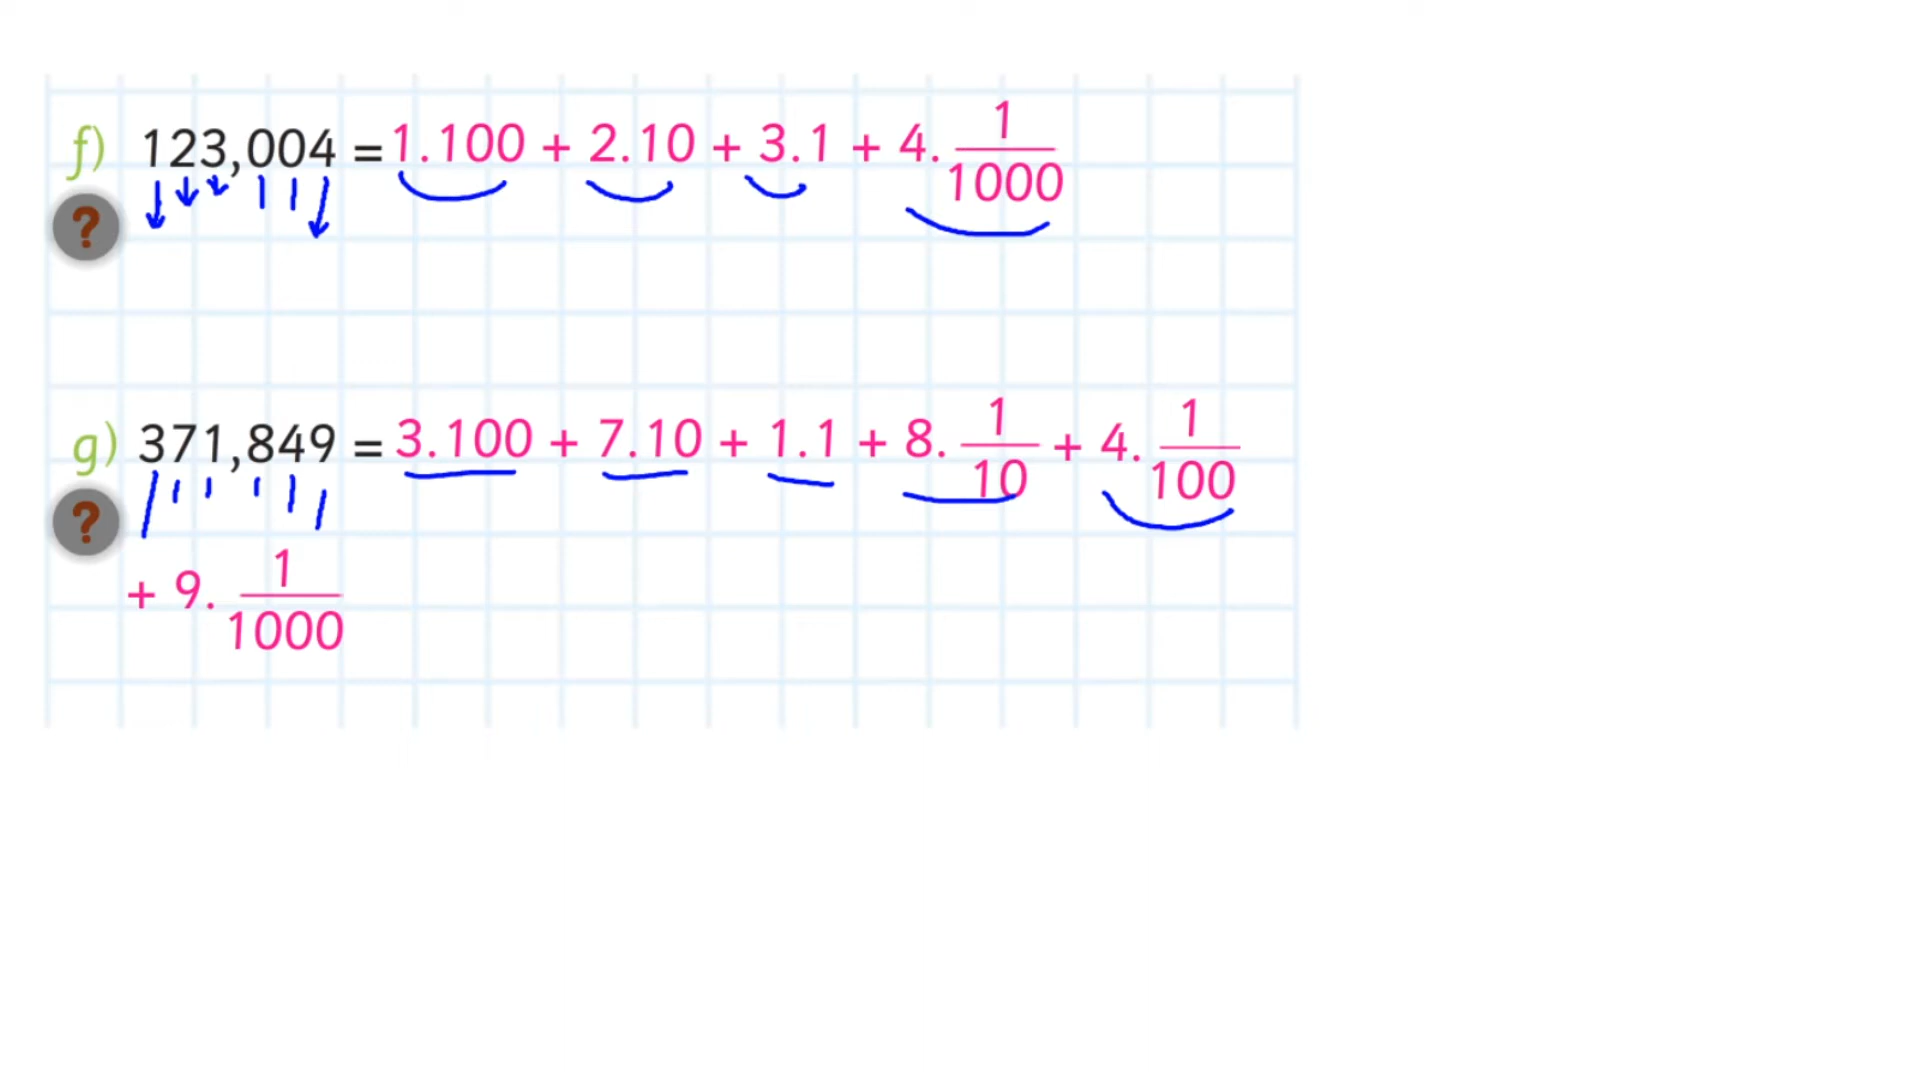 f) 123,004 = 1.100 + 2.10 + 3.1 + 4. 1/1000
?
g) 371,849 = 3.100 + 7.10 + 1.1 + 8. 1/10 + 4. 1/100
?
+ 9. 1/1000